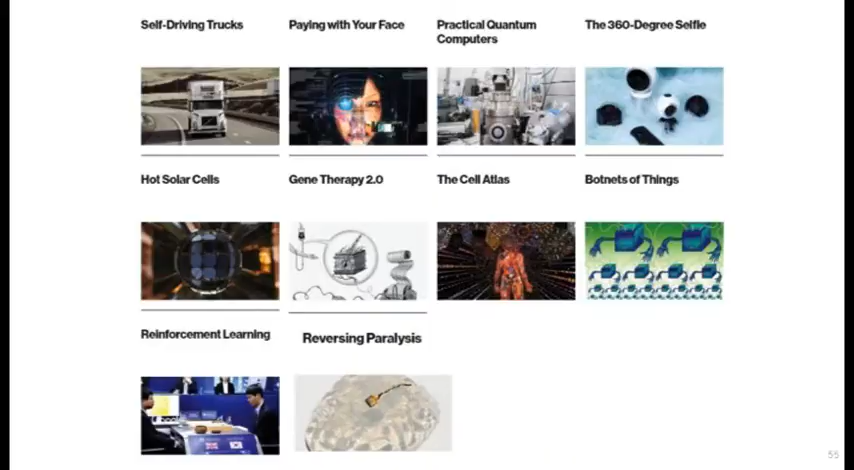 Self-Driving Trucks
Paying with Your Face
Practical Quantum
Computers
The 360-Degree Selfie
Hot Solar Cells
Gene Therapy 2.0
The Cell Atlas
Botnets of Things
Reinforcement Learning
Reversing Paralysis
55